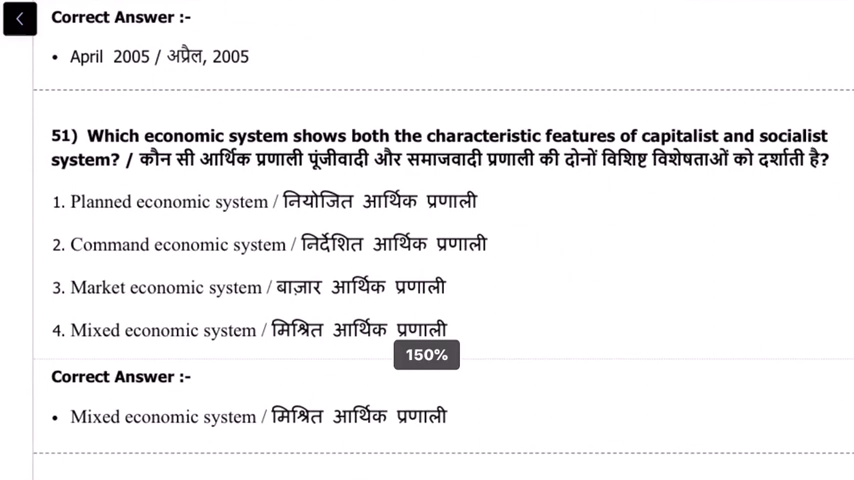 Correct Answer :-
• April 2005 / अप्रैल, 2005
51) Which economic system shows both the characteristic features of capitalist and socialist
system? / कौन सी आर्थिक प्रणाली पूंजीवादी और समाजवादी प्रणाली की दोनों विशिष्ट विशेषताओं को दर्शाती है?
1. Planned economic system / नियोजित आर्थिक प्रणाली
2. Command economic system / निर्देशित आर्थिक प्रणाली
3. Market economic system / बाज़ार आर्थिक प्रणाली
4. Mixed economic system / मिश्रित आर्थिक प्रणाली
150%
Correct Answer :-
• Mixed economic system / मिश्रित आर्थिक प्रणाली